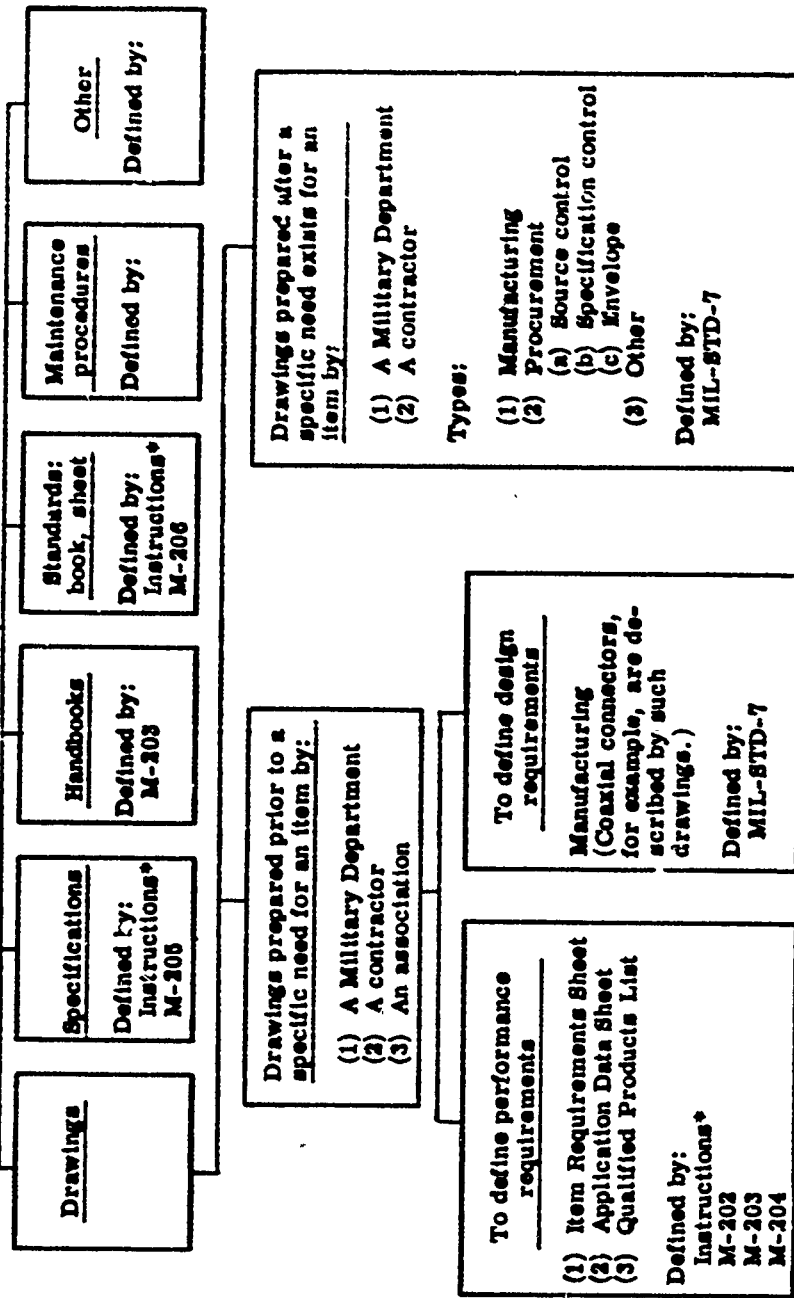 Drawings
Specifications
Defined by:
Instructions*
M-205
Handbooks
Defined by:
M-203
Standards:
book, sheet
Defined by:
Instructions*
M-206
Maintenance
procedures
Defined by:
Other
Defined by:
Drawings prepared prior to a
specific need for an item by:
(1) A Military Department
(2) A contractor
(3) An association
Drawings prepared after a
specific need exists for an
item by:
(1) A Military Department
(2) A contractor
Types:
(1) Manufacturing
(2) Procurement
(a) Source control
(b) Specification control
(c) Envelope
(3) Other
Defined by:
MIL-STD-7
To define performance
requirements
(1) Item Requirements Sheet
(2) Application Data Sheet
(3) Qualified Products List
Defined by:
Instructions*
M-202
M-203
M-204
To define design
requirements
Manufacturing
(Coaxial connectors,
for example, are de-
scribed by such
drawings.)
Defined by:
MIL-STD-7